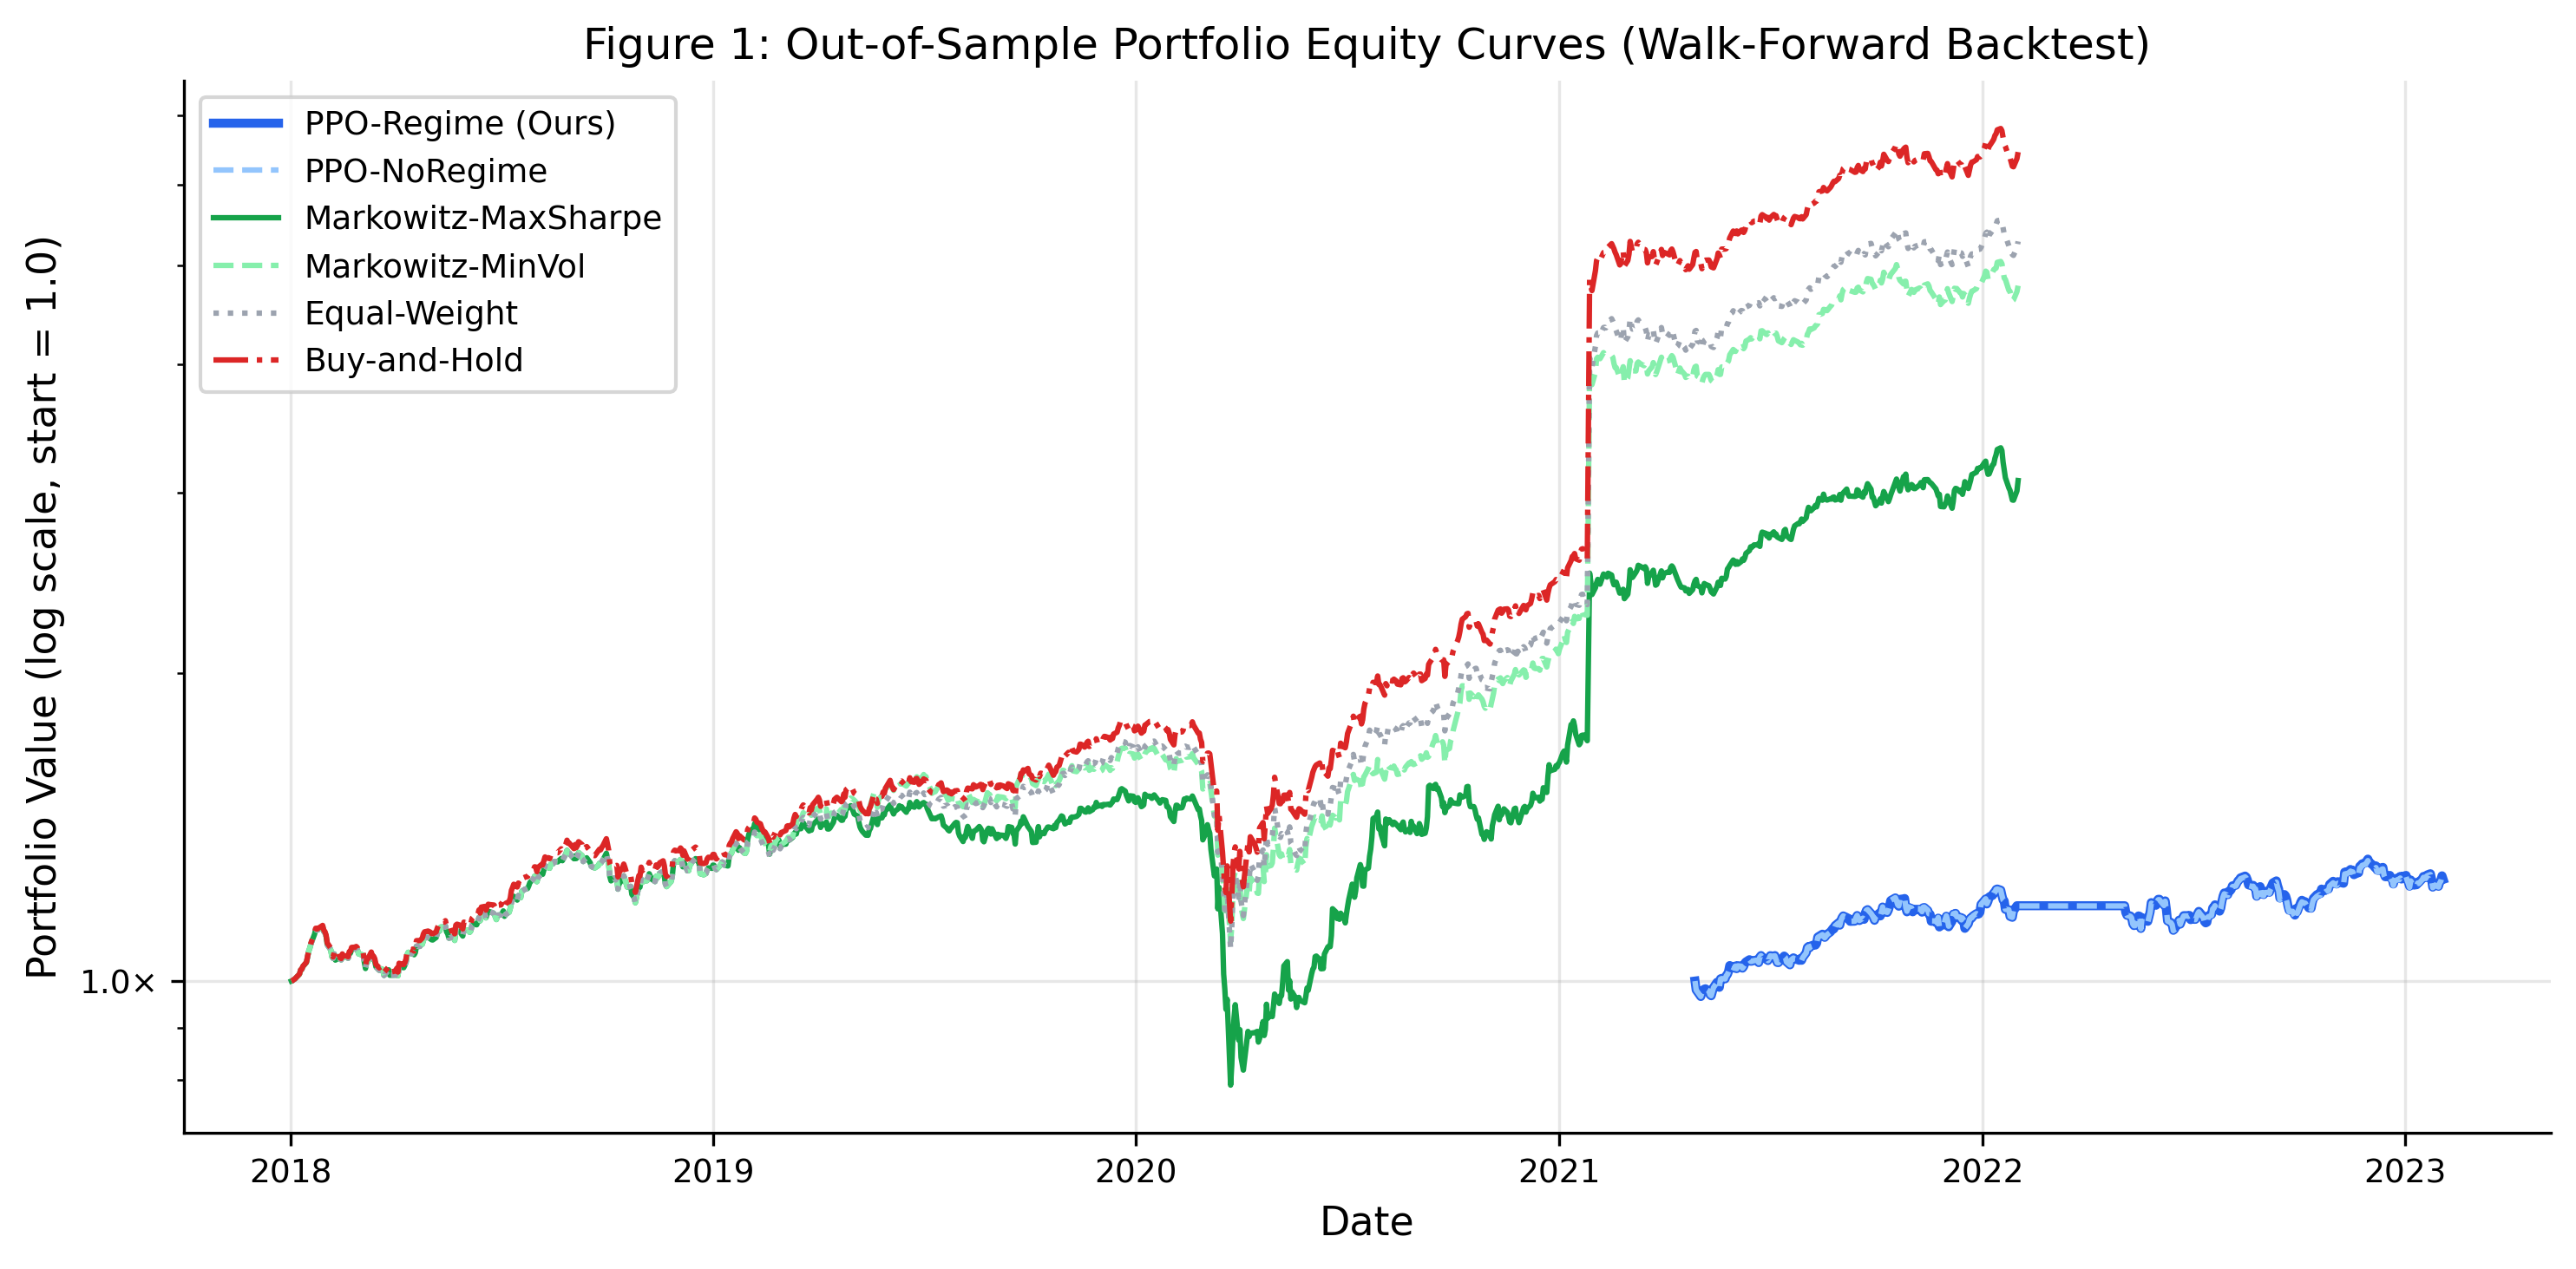 Figure 1: Out-of-Sample Portfolio Equity Curves (Walk-Forward Backtest)
PPO-Regime (Ours)
PPO-NoRegime
Markowitz-MaxSharpe
Markowitz-MinVol
Equal-Weight
Buy-and-Hold
Portfolio Value (log scale, start = 1.0)
1.0×
2018 2019 2020 2021 2022 2023
Date